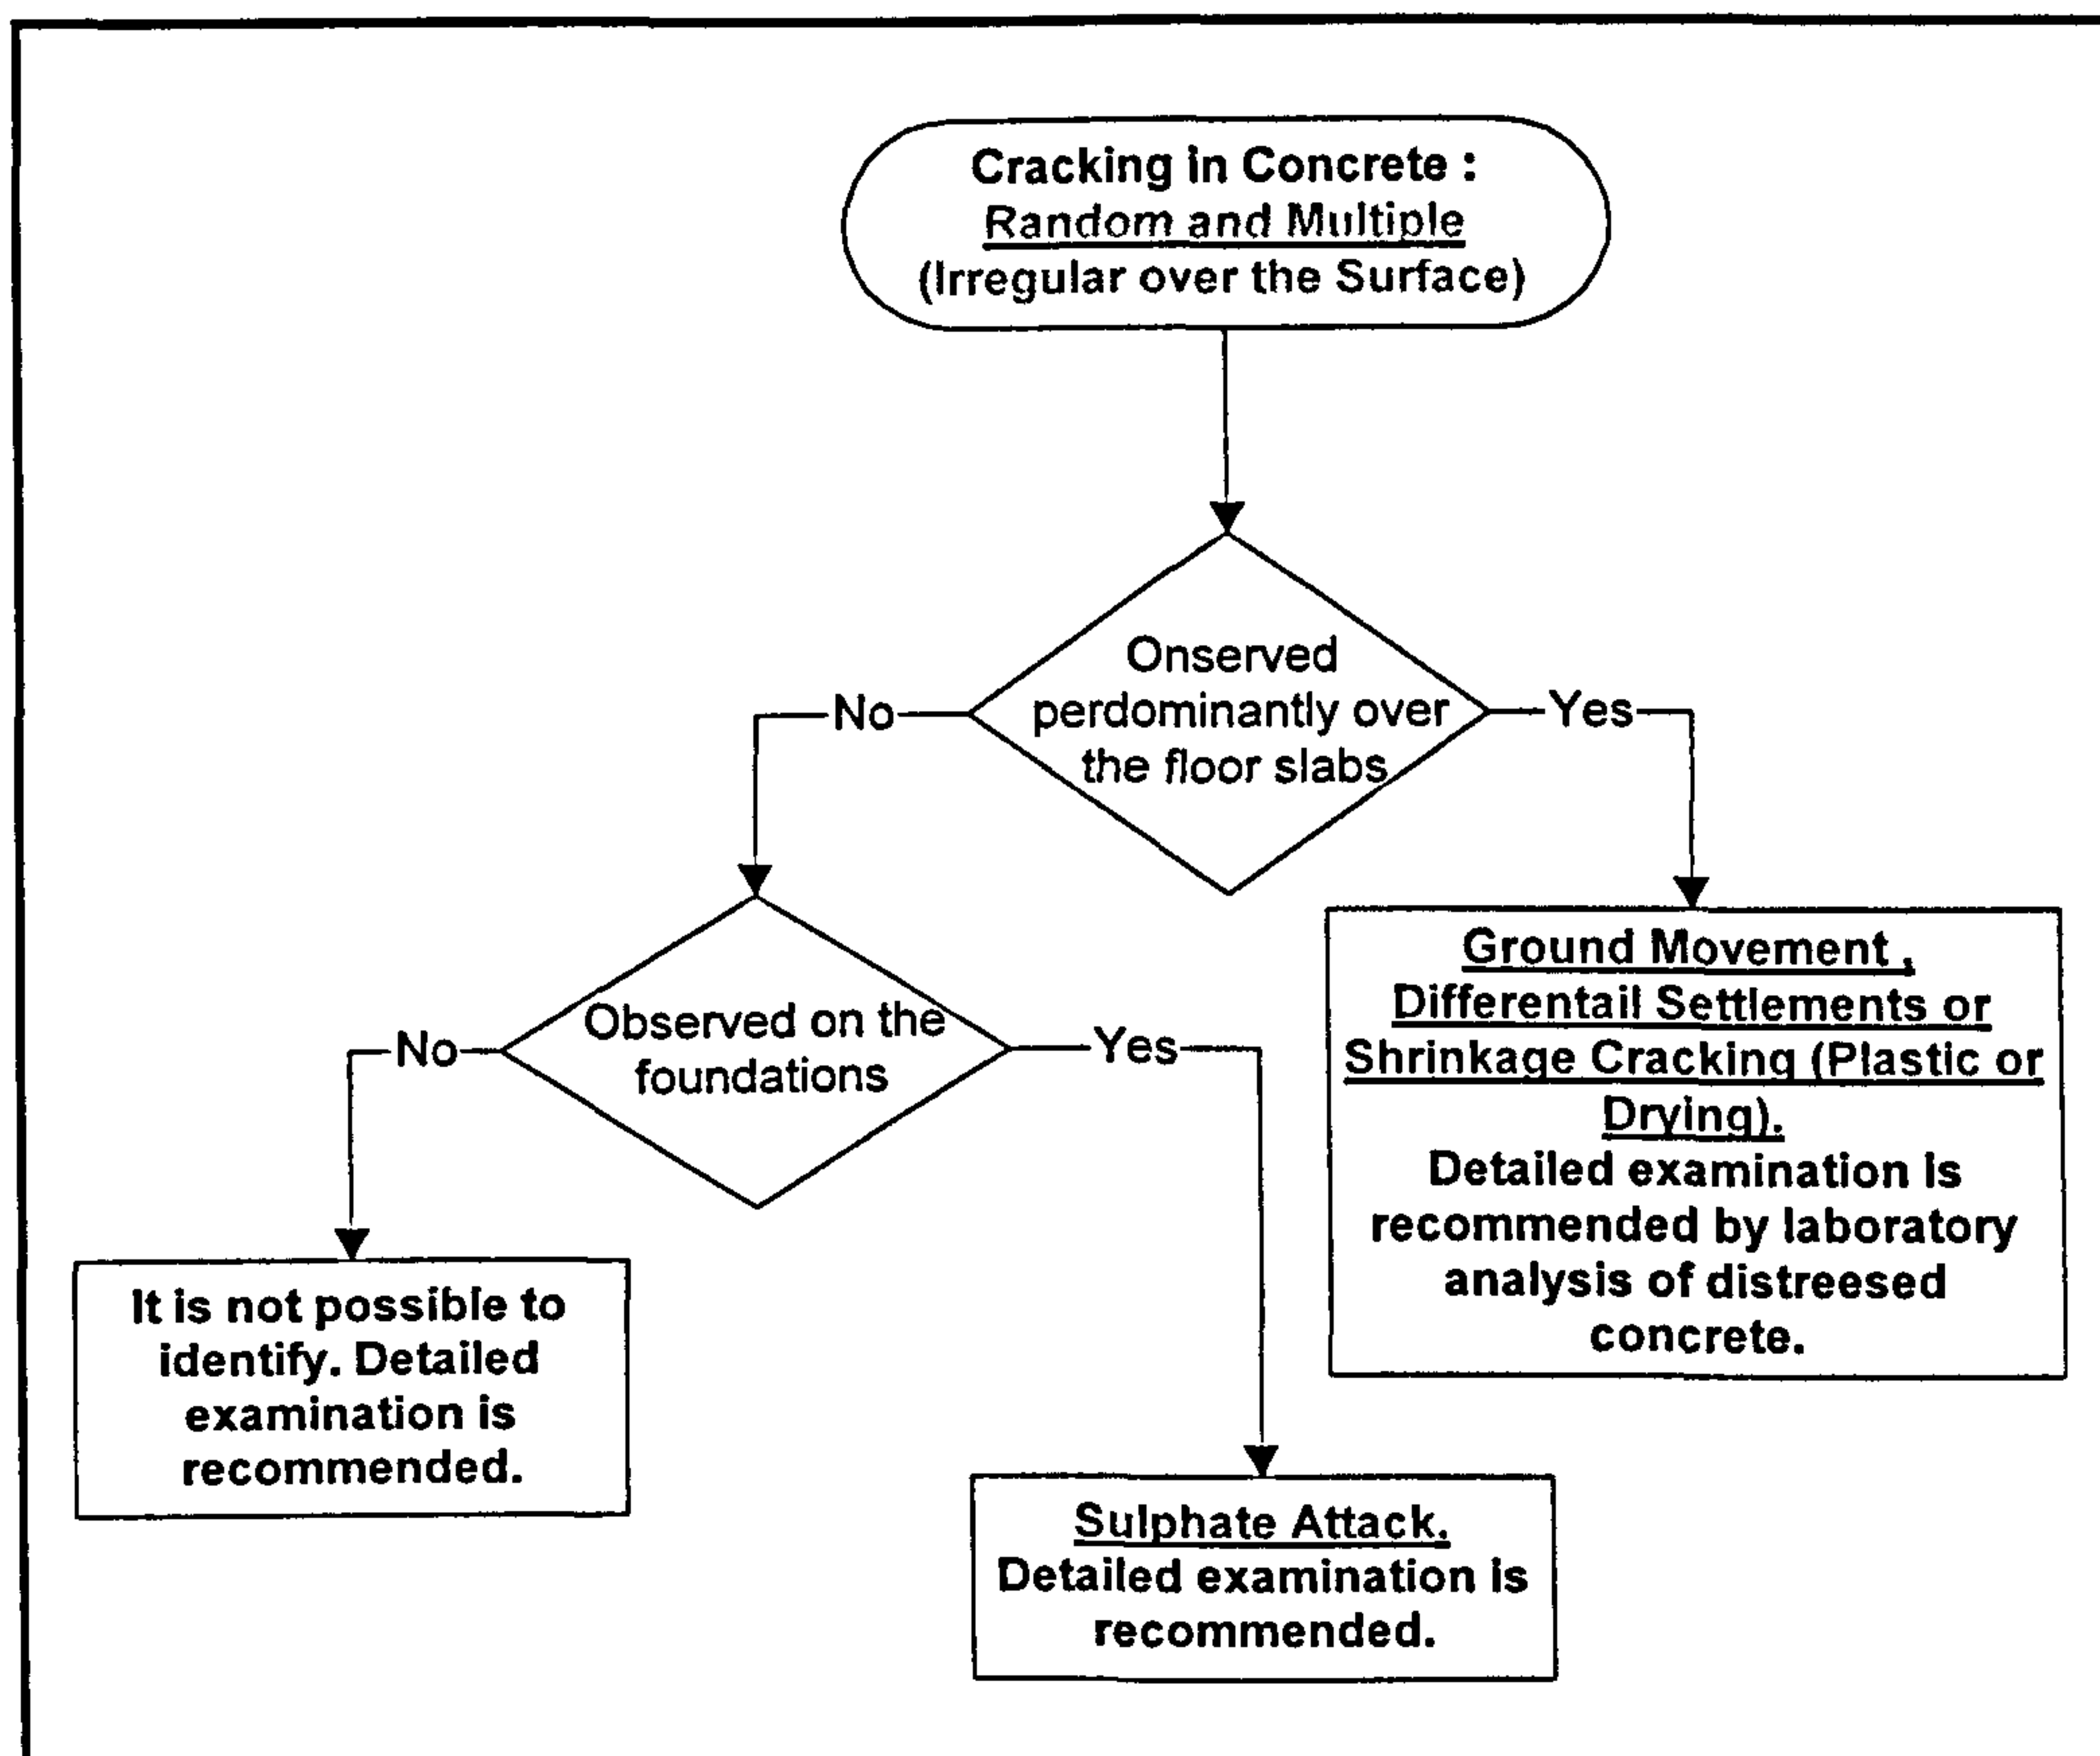 Cracking in Concrete :
Random and Multiple
(Irregular over the Surface)
Onserved
perdominantly over
the floor slabs
No
Yes
Observed on the
foundations
No
Yes
Ground Movement ,
Differentail Settlements or
Shrinkage Cracking (Plastic or
Drying).
Detailed examination is
recommended by laboratory
analysis of distreesed
concrete.
It is not possible to
identify. Detailed
examination is
recommended.
Sulphate Attack.
Detailed examination is
recommended.